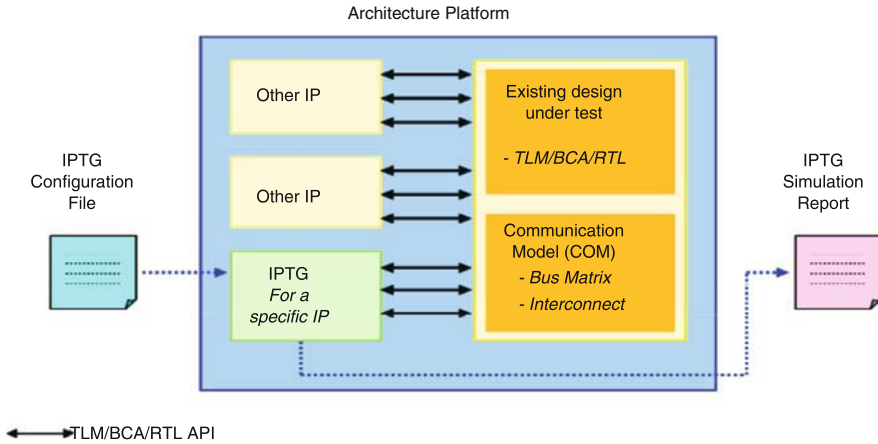 Architecture Platform
Other IP
Existing design
under test
- TLM/BCA/RTL
IPTG
Configuration
File
Other IP
IPTG
Simulation
Report
Communication
Model (COM)
- Bus Matrix
- Interconnect
IPTG
For a
specific IP
TLM/BCA/RTL API